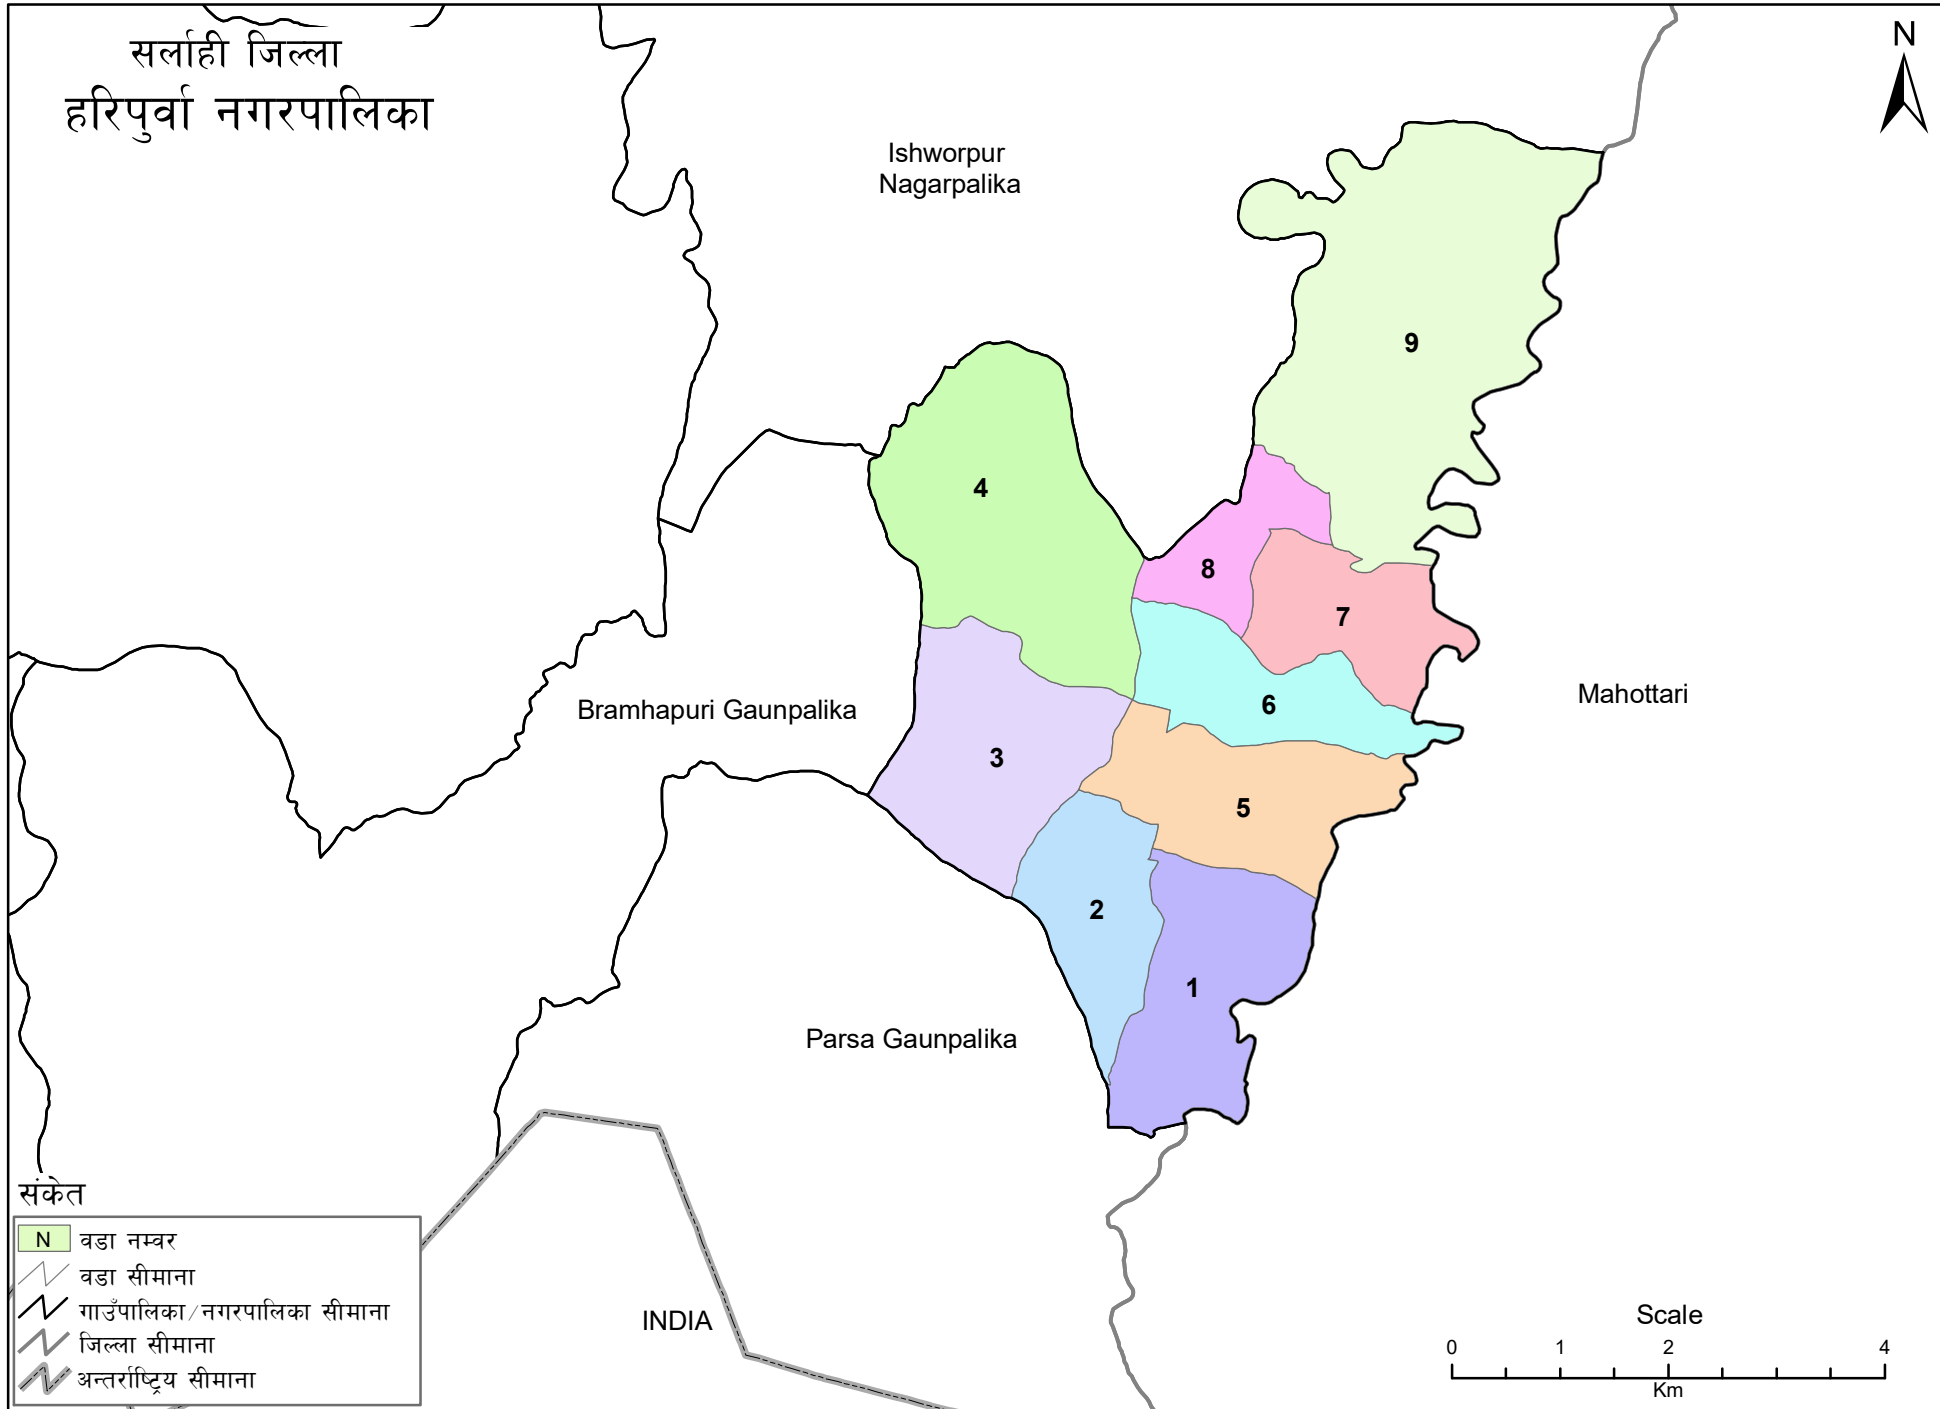 सर्लाही जिल्ला
हरिपुर्वा नगरपालिका
N
Ishworpur
Nagarpalika
9
4
8
7
Mahottari
6
Bramhapuri Gaunpalika
3
5
2
1
Parsa Gaunpalika
संकेत
N वडा नम्वर
वडा सीमाना
गाउँपालिका/नगरपालिका सीमाना
जिल्ला सीमाना
अन्तर्राष्ट्रिय सीमाना
INDIA
Scale
0 1 2 4
Km